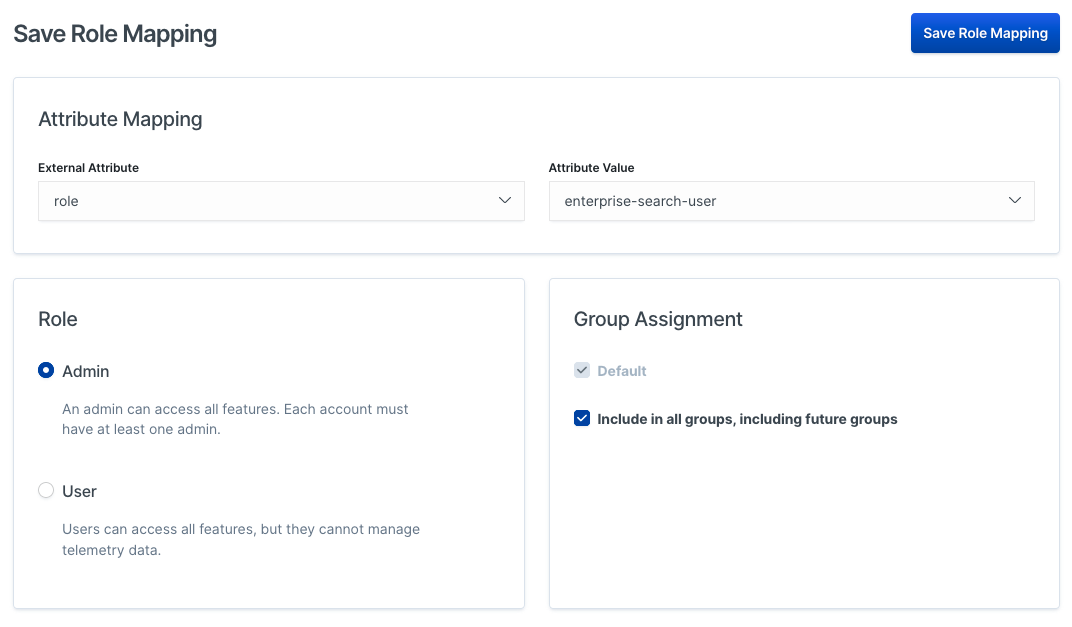 Save Role Mapping
Save Role Mapping
Attribute Mapping
External Attribute
Attribute Value
role
enterprise-search-user
Role
Admin
An admin can access all features. Each account must
have at least one admin.
User
Users can access all features, but they cannot manage
telemetry data.
Group Assignment
Default
Include in all groups, including future groups